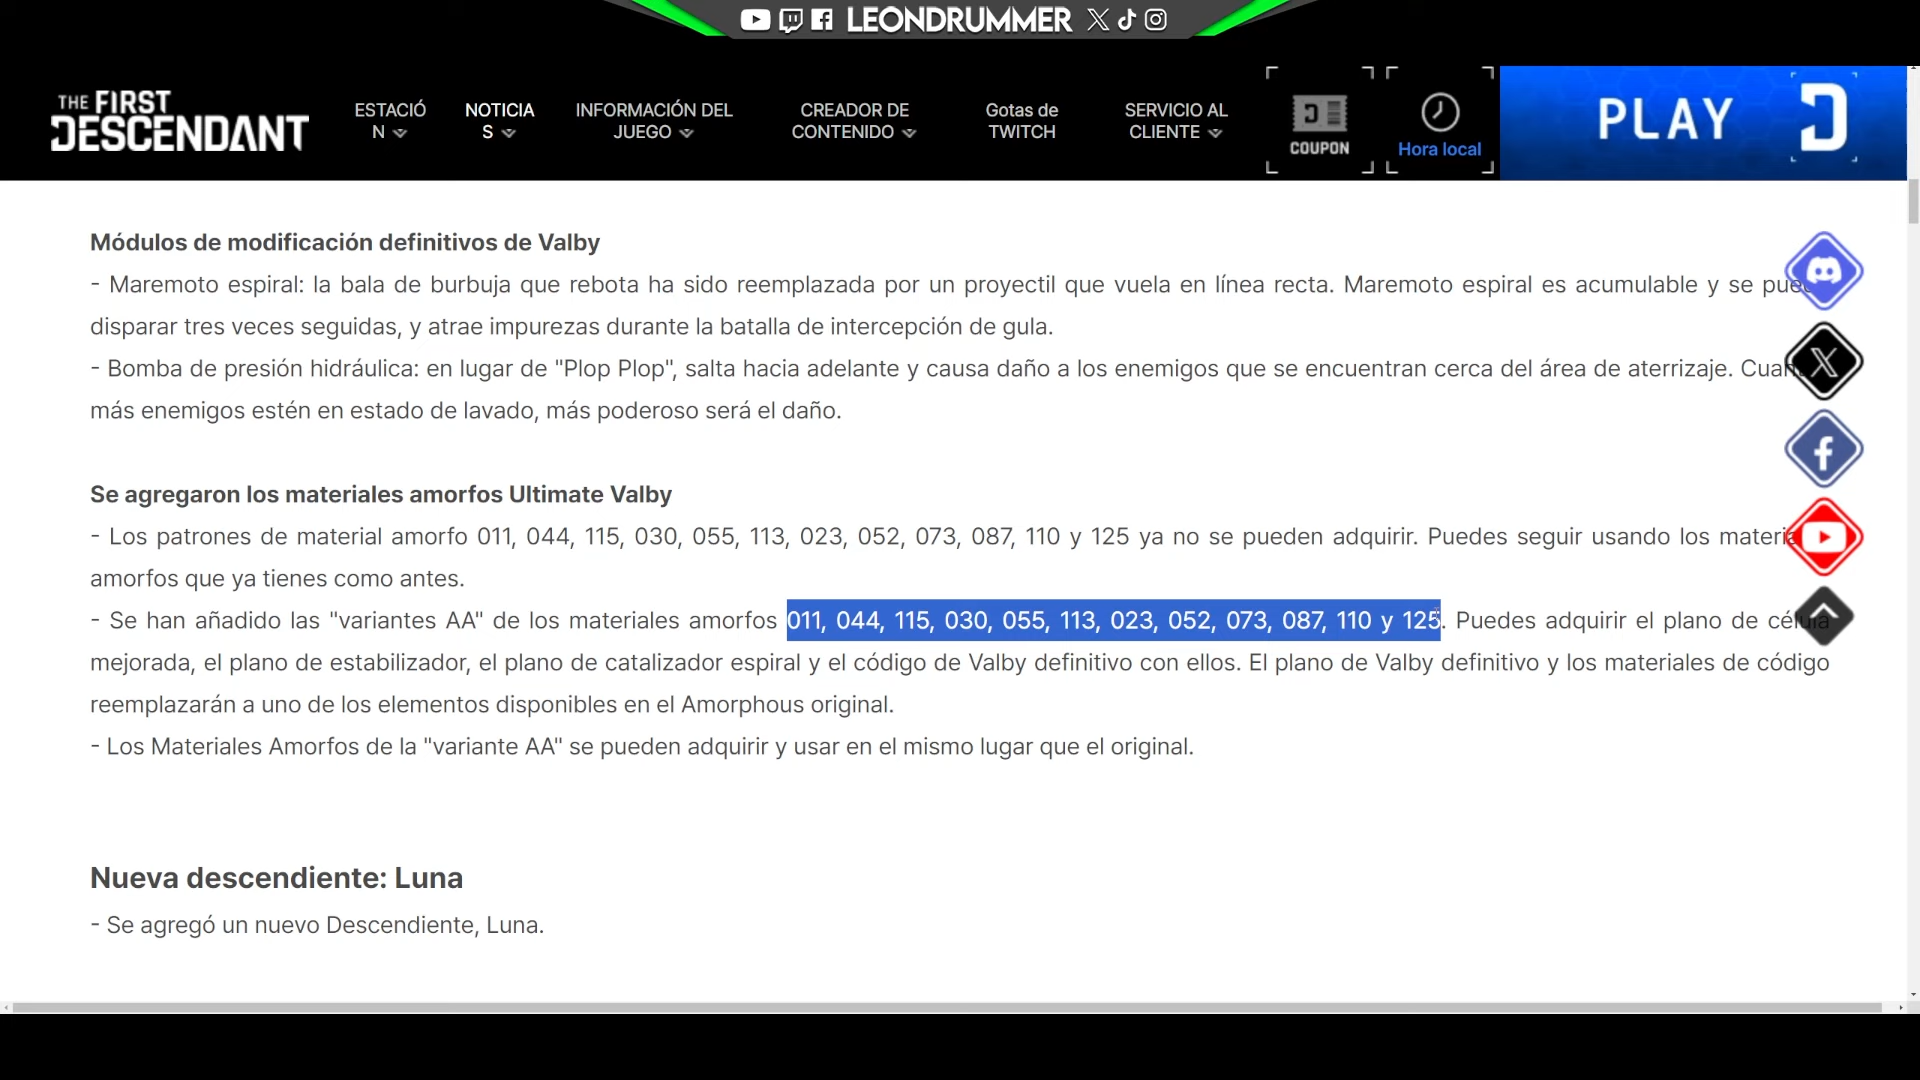 LEONDRUMMER
THE FIRST
DESCENDANT
ESTACIÓ
N
NOTICIA
S
INFORMACIÓN DEL
JUEGO
CREADOR DE
CONTENIDO
Gotas de
TWITCH
SERVICIO AL
CLIENTE
COUPON
Hora local
PLAY
Módulos de modificación definitivos de Valby
- Maremoto espiral: la bala de burbuja que rebota ha sido reemplazada por un proyectil que vuela en línea recta. Maremoto espiral es acumulable y se
disparar tres veces seguidas, y atrae impurezas durante la batalla de intercepción de gula.
- Bomba de presión hidráulica: en lugar de "Plop Plop", salta hacia adelante y causa daño a los enemigos que se encuentran cerca del área de aterrizaje.
más enemigos estén en estado de lavado, más poderoso será el daño.
Se agregaron los materiales amorfos Ultimate Valby
- Los patrones de material amorfo 011, 044, 115, 030, 055, 113, 023, 052, 073, 087, 110 y 125 ya no se pueden adquirir. Puedes seguir usando los
amorfos que ya tienes como antes.
- Se han añadido las "variantes AA" de los materiales amorfos 011, 044, 115, 030, 055, 113, 023, 052, 073, 087, 110 y 125. Puedes adquirir el plano de célula
mejorada, el plano de estabilizador, el plano de catalizador espiral y el código de Valby definitivo con ellos. El plano de Valby definitivo y los materiales de código
reemplazarán a uno de los elementos disponibles en el Amorphous original.
- Los Materiales Amorfos de la "variante AA" se pueden adquirir y usar en el mismo lugar que el original.
Nueva descendiente: Luna
- Se agregó un nuevo Descendiente, Luna.